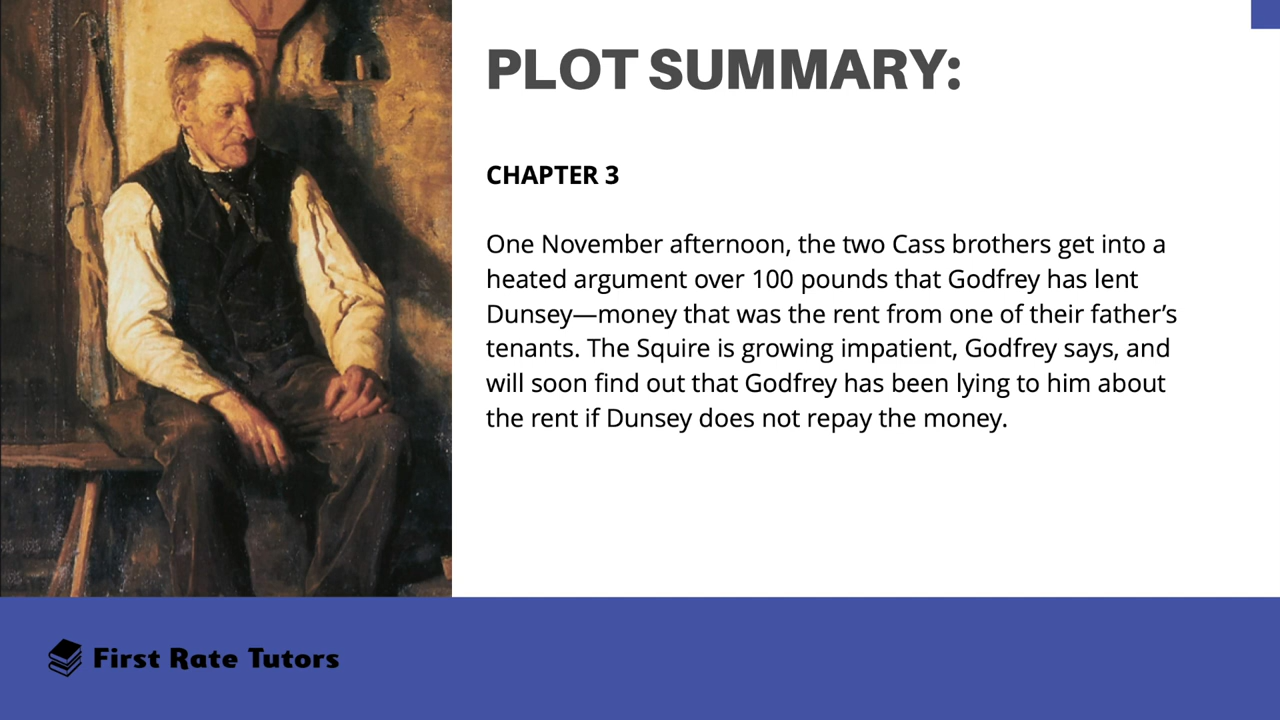 PLOT SUMMARY:
CHAPTER 3
One November afternoon, the two Cass brothers get into a
heated argument over 100 pounds that Godfrey has lent
Dunsey—money that was the rent from one of their father’s
tenants. The Squire is growing impatient, Godfrey says, and
will soon find out that Godfrey has been lying to him about
the rent if Dunsey does not repay the money.
First Rate Tutors